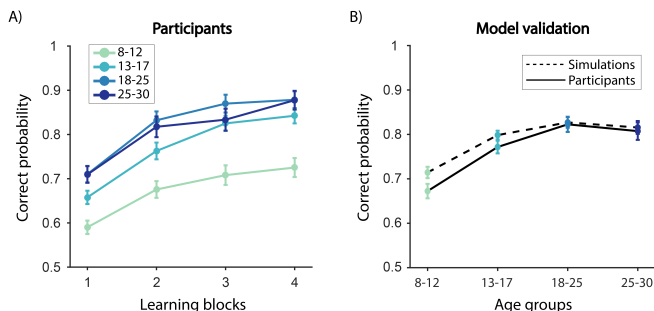 A)
Participants
8-12
13-17
18-25
25-30
Correct probability
1
0.9
0.8
0.7
0.6
0.5
1 2 3 4
Learning blocks
B)
Model validation
Simulations
Participants
Correct probability
1
0.9
0.8
0.7
0.6
0.5
8-12 13-17 18-25 25-30
Age groups